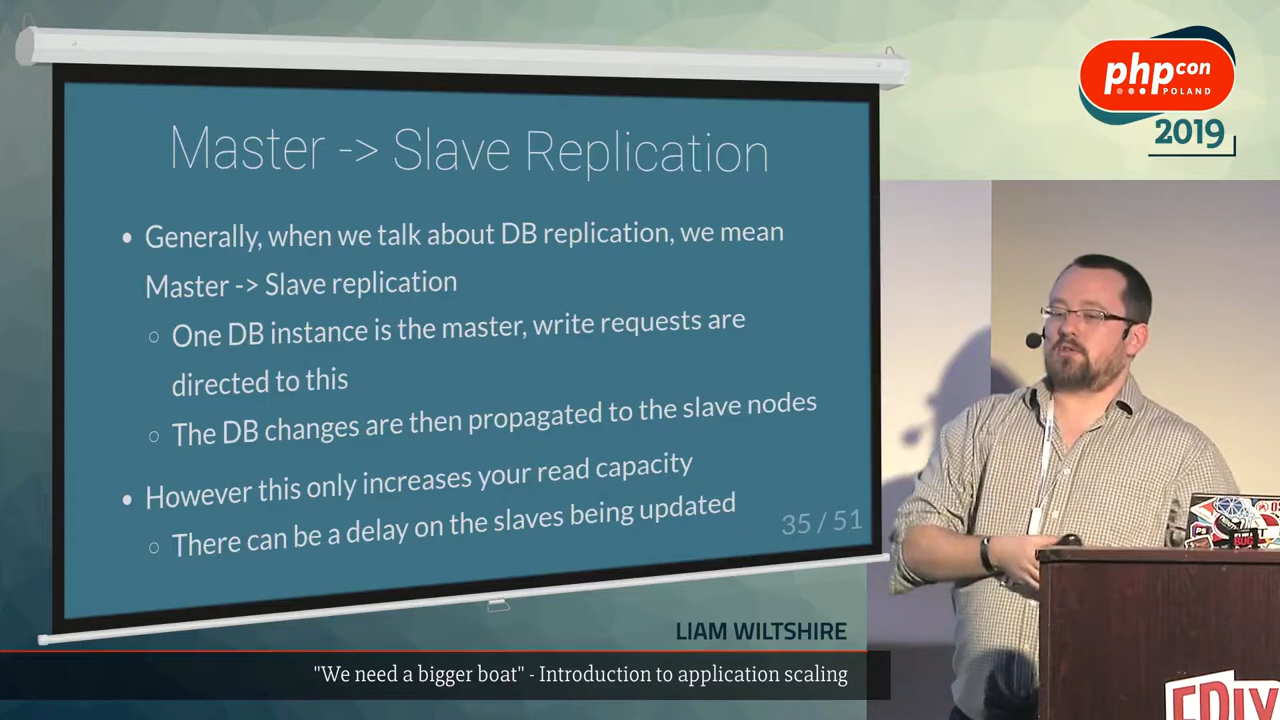 Master -> Slave Replication
• Generally, when we talk about DB replication, we mean
Master -> Slave replication
○ One DB instance is the master, write requests are
directed to this
○ The DB changes are then propagated to the slave nodes
• However this only increases your read capacity
○ There can be a delay on the slaves being updated
35 / 51
php con
POLAND
2019
LIAM WILTSHIRE
"We need a bigger boat" - Introduction to application scaling